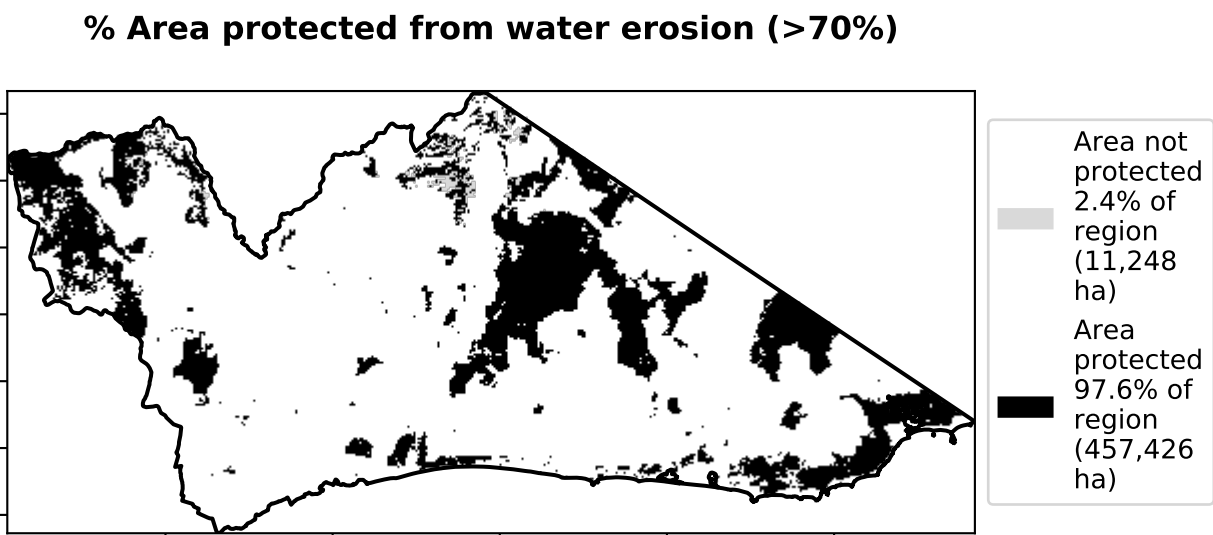 % Area protected from water erosion (>70%)
Area not
protected
2.4% of
region
(11,248
ha)
Area
protected
97.6% of
region
(457,426
ha)